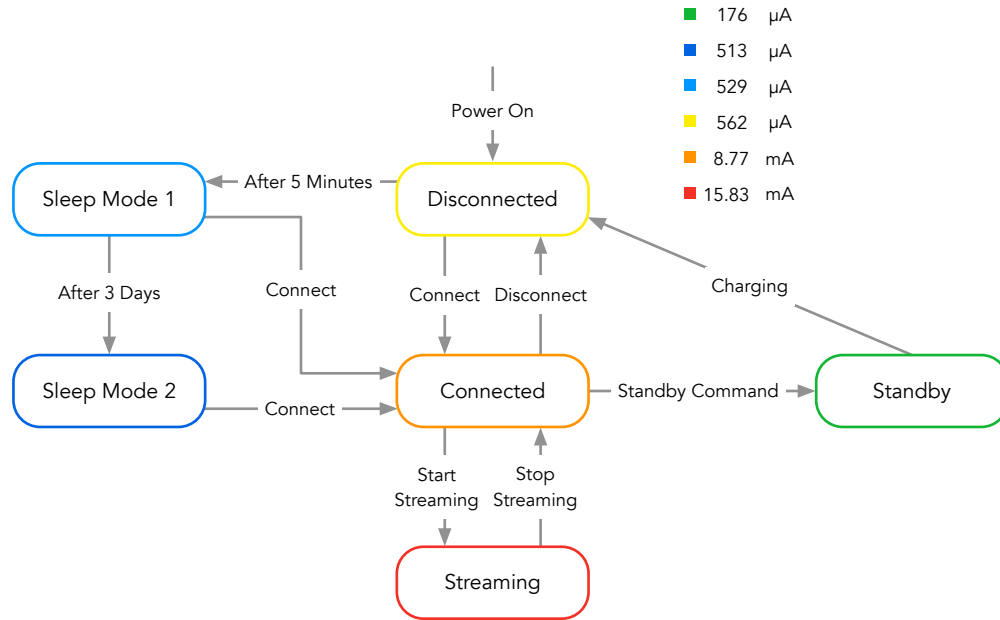 176 µA
513 µA
529 µA
562 µA
8.77 mA
15.83 mA
Power On
Sleep Mode 1
After 5 Minutes
Disconnected
After 3 Days
Connect
Connect
Disconnect
Charging
Sleep Mode 2
Connect
Connected
Standby Command
Standby
Start
Streaming
Stop
Streaming
Streaming